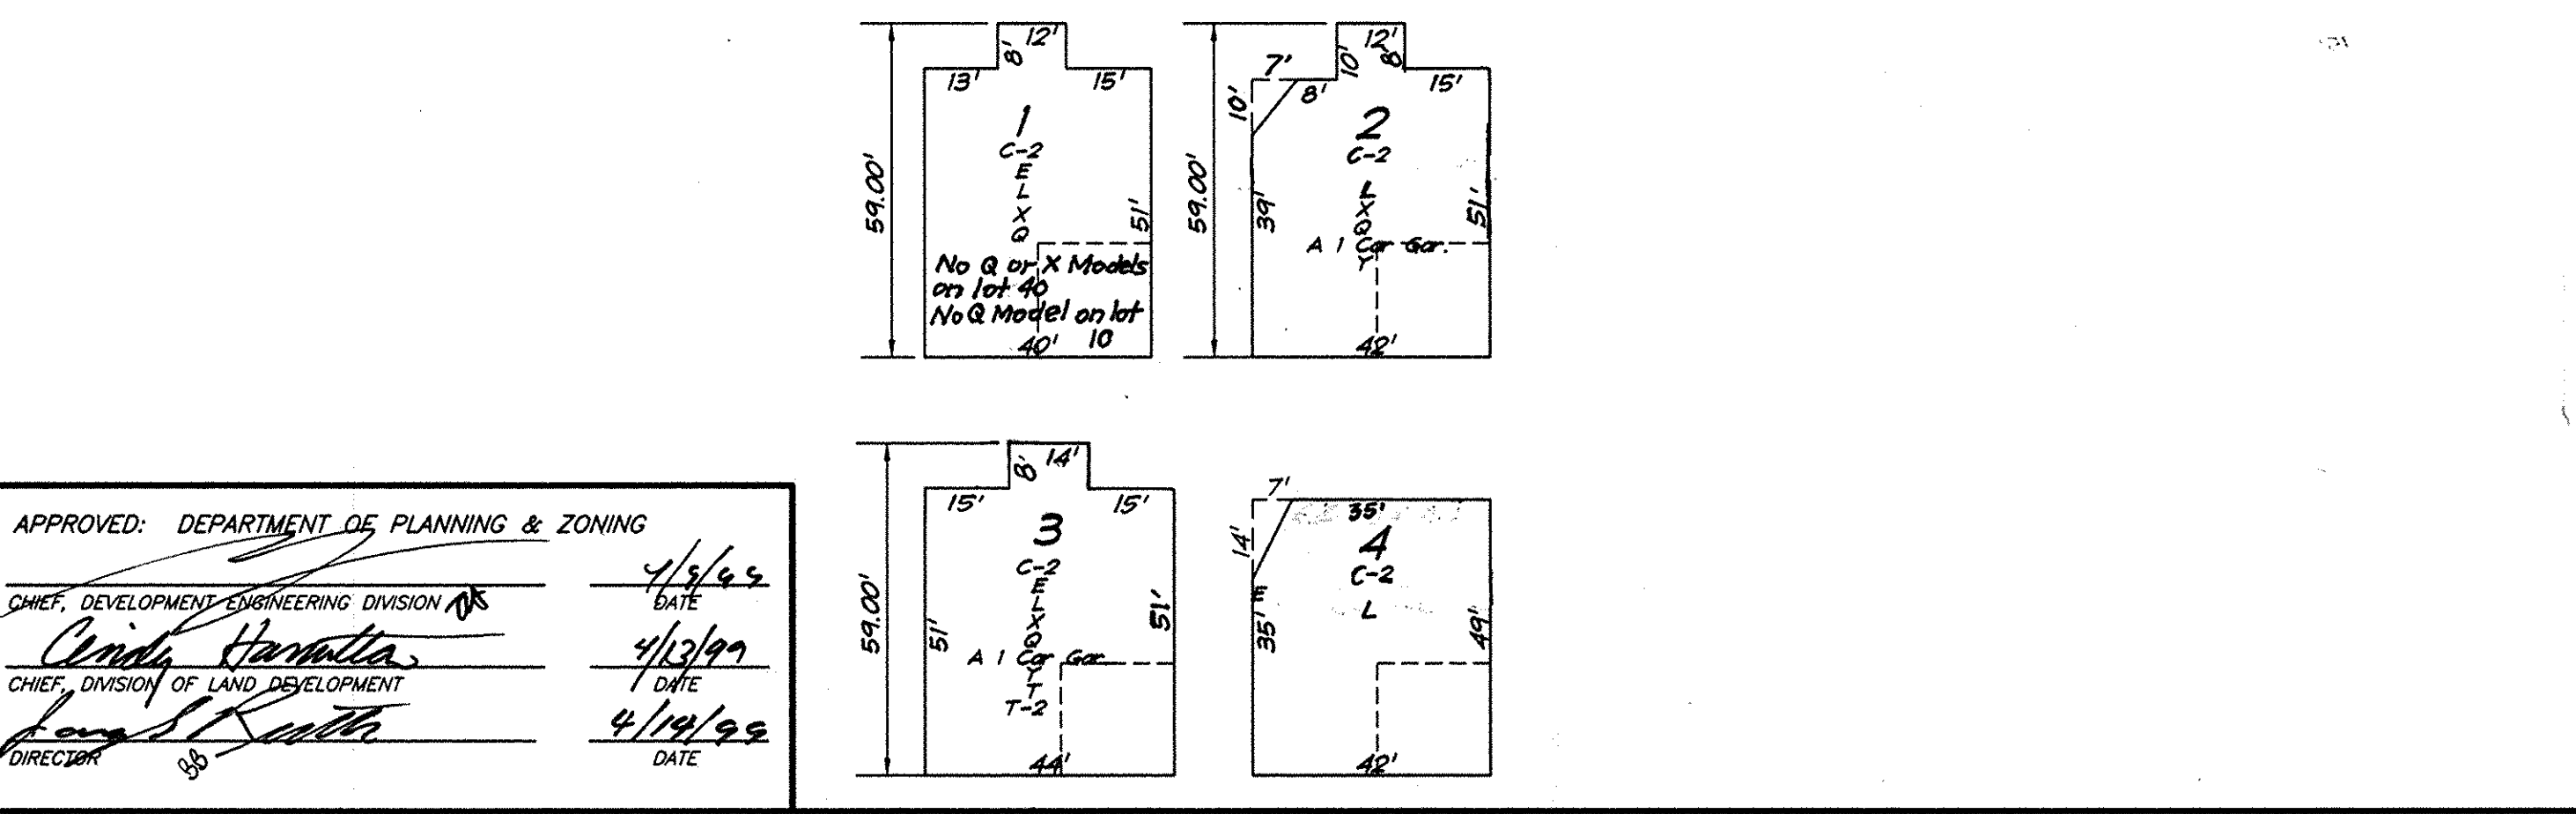 12'
8'
13'
15'
1
C-2
E
L
X
Q
59.00'
51'
No Q or X Models
on lot 40
No Q Model on lot
10
40'
12'
10'
8'
7'
8'
15'
10'
2
C-2
L
X
Q
A 1 Car Gar.
Y
59.00'
39'
51'
42'
14'
8'
15'
15'
3
C-2
E
L
X
Q
A 1 Car Gar.
Y
T
T-2
59.00'
51'
51'
44'
7'
35'
14'
4
C-2
L
E
35'
49'
42'
APPROVED: DEPARTMENT OF PLANNING & ZONING
CHIEF, DEVELOPMENT ENGINEERING DIVISION
DATE
4/13/99
CHIEF, DIVISION OF LAND DEVELOPMENT
DATE
4/14/99
DIRECTOR
BB
DATE